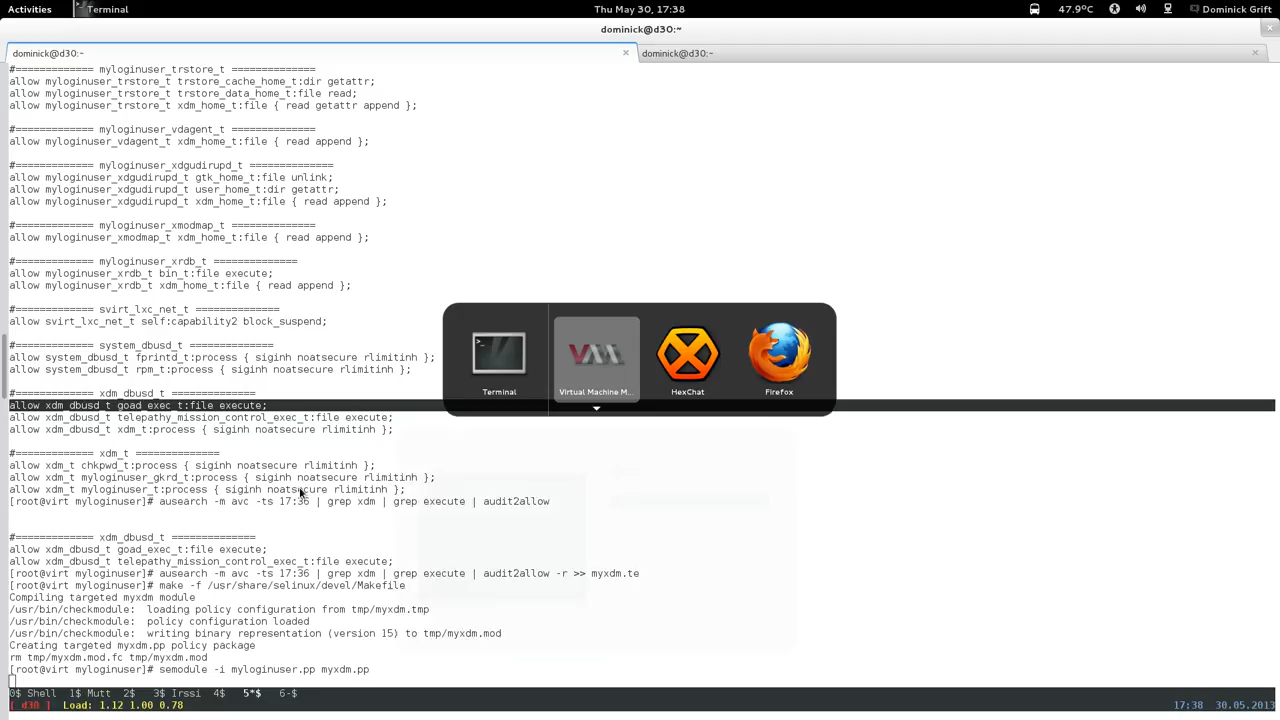 Activities
Terminal
Thu May 30, 17:38
47.9°C
Dominick Grift
dominick@d30:~
dominick@d30:~
dominick@d30:~
#============= myloginuser_trstore_t ==============
allow myloginuser_trstore_t trstore_cache_home_t:dir getattr;
allow myloginuser_trstore_t trstore_data_home_t:file read;
allow myloginuser_trstore_t xdm_home_t:file { read getattr append };
#============= myloginuser_vdagent_t ==============
allow myloginuser_vdagent_t xdm_home_t:file { read append };
#============= myloginuser_xdgudirupd_t ==============
allow myloginuser_xdgudirupd_t gtk_home_t:file unlink;
allow myloginuser_xdgudirupd_t user_home_t:dir getattr;
allow myloginuser_xdgudirupd_t xdm_home_t:file { read append };
#============= myloginuser_xmodmap_t ==============
allow myloginuser_xmodmap_t xdm_home_t:file { read append };
#============= myloginuser_xrdb_t ==============
allow myloginuser_xrdb_t bin_t:file execute;
allow myloginuser_xrdb_t xdm_home_t:file { read append };
#============= svirt_lxc_net_t ==============
allow svirt_lxc_net_t self:capability2 block_suspend;
#============= system_dbusd_t ==============
allow system_dbusd_t fprintd_t:process { siginh noatsecure rlimitinh };
allow system_dbusd_t rpm_t:process { siginh noatsecure rlimitinh };
#============= xdm_dbusd_t ==============
allow xdm_dbusd_t goad_exec_t:file execute;
allow xdm_dbusd_t telepathy_mission_control_exec_t:file execute;
allow xdm_dbusd_t xdm_t:process { siginh noatsecure rlimitinh };
#============= xdm_t ==============
allow xdm_t chkpwd_t:process { siginh noatsecure rlimitinh };
allow xdm_t myloginuser_gkrd_t:process { siginh noatsecure rlimitinh };
allow xdm_t myloginuser_t:process { siginh noatsecure rlimitinh };
[root@virt myloginuser]# ausearch -m avc -ts 17:36 | grep xdm | grep execute | audit2allow
#============= xdm_dbusd_t ==============
allow xdm_dbusd_t goad_exec_t:file execute;
allow xdm_dbusd_t telepathy_mission_control_exec_t:file execute;
[root@virt myloginuser]# ausearch -m avc -ts 17:36 | grep xdm | grep execute | audit2allow -r >> myxdm.te
[root@virt myloginuser]# make -f /usr/share/selinux/devel/Makefile
Compiling targeted myxdm module
/usr/bin/checkmodule:  loading policy configuration from tmp/myxdm.tmp
/usr/bin/checkmodule:  policy configuration loaded
/usr/bin/checkmodule:  writing binary representation (version 15) to tmp/myxdm.mod
Creating targeted myxdm.pp policy package
rm tmp/myxdm.mod.fc tmp/myxdm.mod
[root@virt myloginuser]# semodule -i myloginuser.pp myxdm.pp
Terminal
Virtual Machine M...
HexChat
Firefox
0$ Shell  1$ Mutt  2$  3$ Irssi  4$  5*$  6-$
[ d30 ]  Load: 1.12 1.00 0.78
17:38  30.05.2013